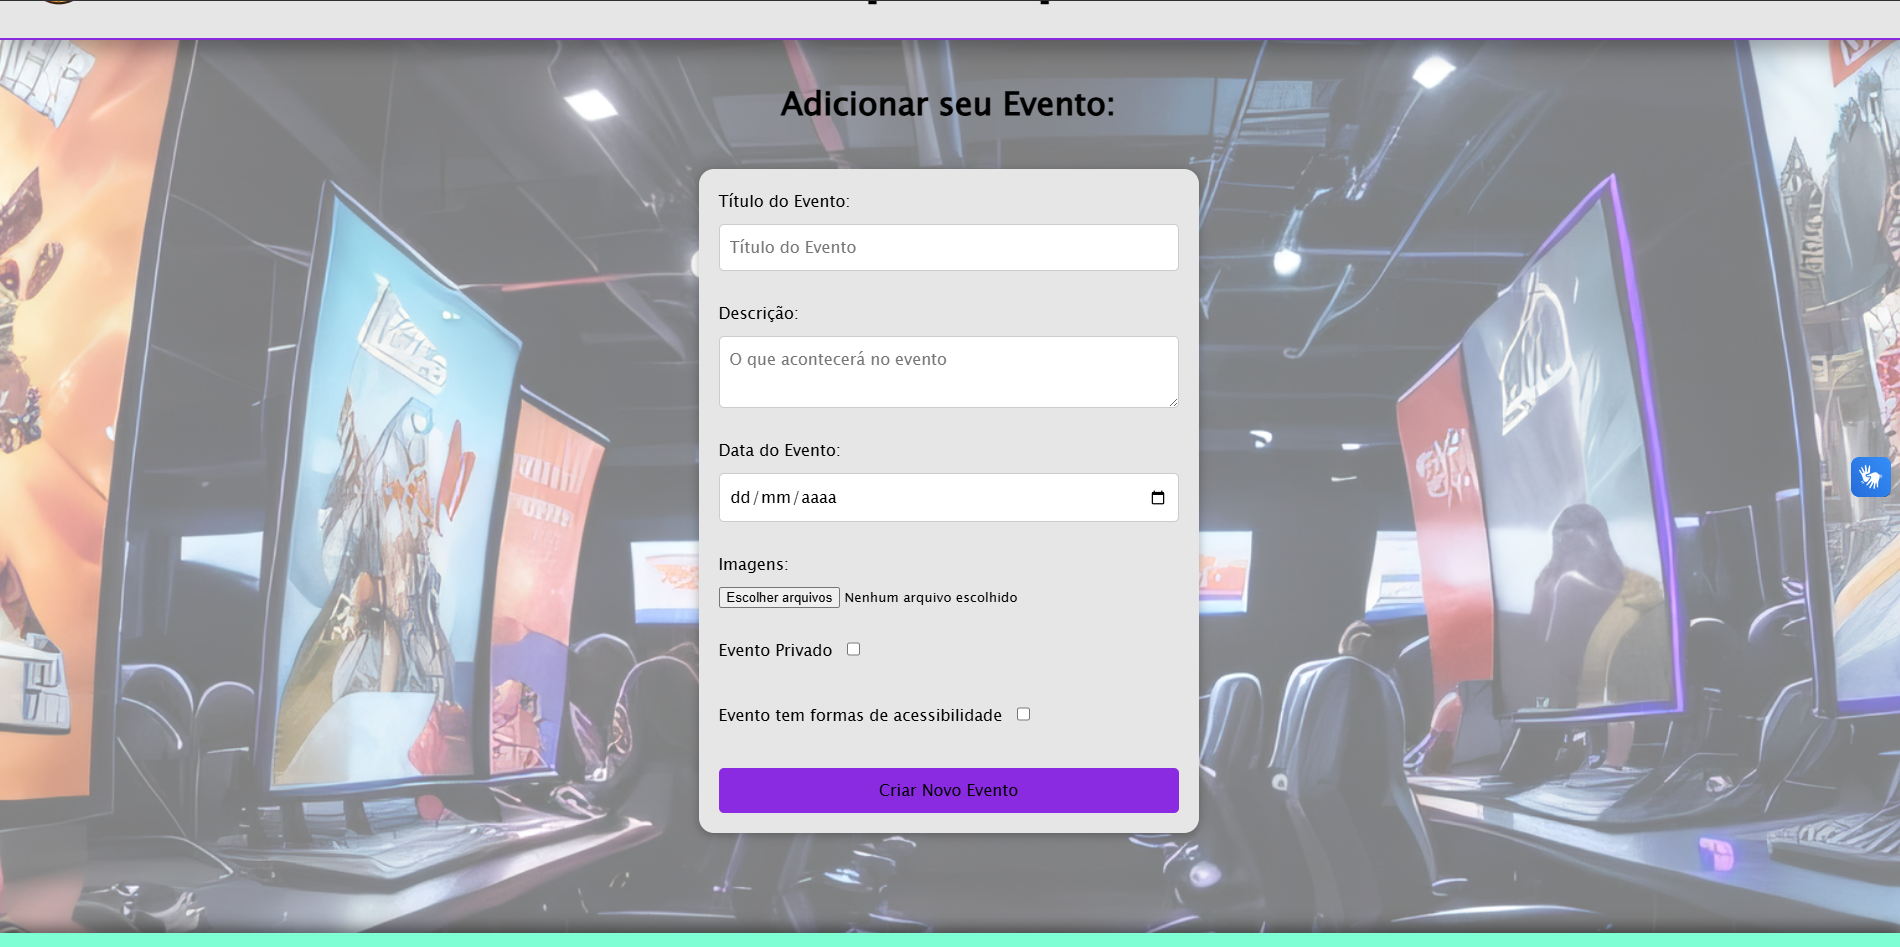 Adicionar seu Evento:
Título do Evento:
Título do Evento
Descrição:
O que acontecerá no evento
Data do Evento:
dd/mm/aaaa
Imagens:
Escolher arquivos Nenhum arquivo escolhido
Evento Privado
Evento tem formas de acessibilidade
Criar Novo Evento